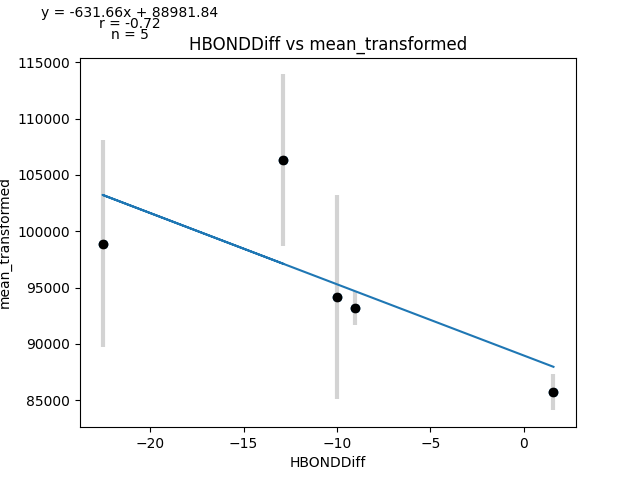 y = -631.66x + 88981.84
r = -0.72
n = 5
HBONDDiff vs mean_transformed
115000
110000
105000
100000
95000
90000
85000
mean_transformed
−20
−15
−10
−5
0
HBONDDiff